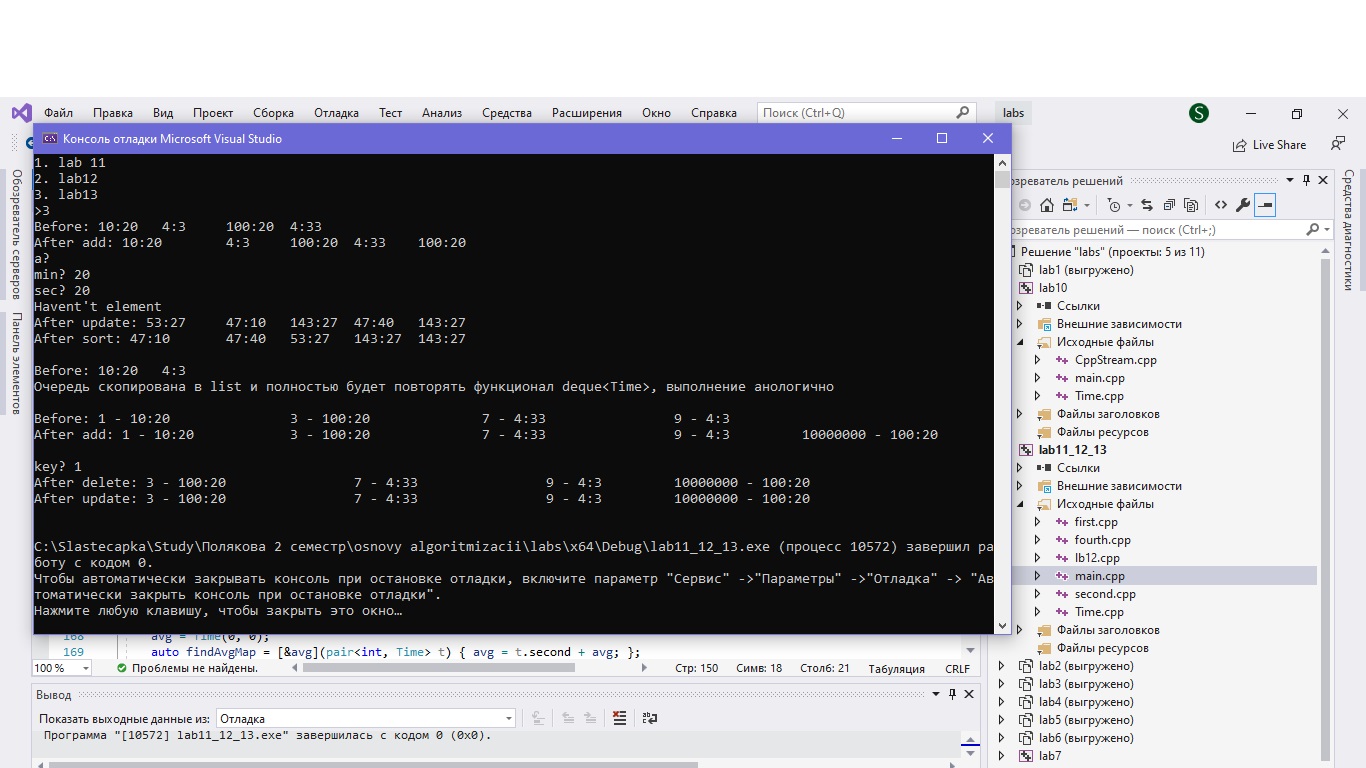 Файл Правка Вид Проект Сборка Отладка Тест Анализ Средства Расширения Окно Справка Поиск (Ctrl+Q) labs S
Консоль отладки Microsoft Visual Studio
Live Share
1. lab 11
2. lab12
3. lab13
>3
Before: 10:20 4:3 100:20 4:33
After add: 10:20 4:3 100:20 4:33 100:20
a?
min? 20
sec? 20
Havent't element
After update: 53:27 47:10 143:27 47:40 143:27
After sort: 47:10 47:40 53:27 143:27 143:27
Before: 10:20 4:3
Очередь скопирована в list и полностью будет повторять функционал deque<Time>, выполнение анологично
Before: 1 - 10:20 3 - 100:20 7 - 4:33 9 - 4:3
After add: 1 - 10:20 3 - 100:20 7 - 4:33 9 - 4:3 10000000 - 100:20
key? 1
After delete: 3 - 100:20 7 - 4:33 9 - 4:3 10000000 - 100:20
After update: 3 - 100:20 7 - 4:33 9 - 4:3 10000000 - 100:20
C:\Slastecapka\Study\Полякова 2 семестр\osnovy algoritmizacii\labs\x64\Debug\lab11_12_13.exe (процесс 10572) завершил ра
боту с кодом 0.
Чтобы автоматически закрывать консоль при остановке отладки, включите параметр "Сервис" ->"Параметры" ->"Отладка" -> "Ав
томатически закрыть консоль при остановке отладки".
Нажмите любую клавишу, чтобы закрыть это окно…
Обозреватель серверов
Панель элементов
168 avg = Time(0, 0);
169 auto findAvgMap = [&avg](pair<int, Time> t) { avg = t.second + avg; };
100 % Проблемы не найдены. Стр: 150 Симв: 18 Столб: 21 Табуляция CRLF
Вывод
Показать выходные данные из: Отладка
Программа "[10572] lab11_12_13.exe" завершилась с кодом 0 (0x0).
озреватель решений
озреватель решений — поиск (Ctrl+;)
Решение "labs" (проекты: 5 из 11)
lab1 (выгружено)
lab10
Ссылки
Внешние зависимости
Исходные файлы
CppStream.cpp
main.cpp
Time.cpp
Файлы заголовков
Файлы ресурсов
lab11_12_13
Ссылки
Внешние зависимости
Исходные файлы
first.cpp
fourth.cpp
lb12.cpp
main.cpp
second.cpp
Time.cpp
Файлы заголовков
Файлы ресурсов
lab2 (выгружено)
lab3 (выгружено)
lab4 (выгружено)
lab5 (выгружено)
lab6 (выгружено)
lab7
Средства диагностики